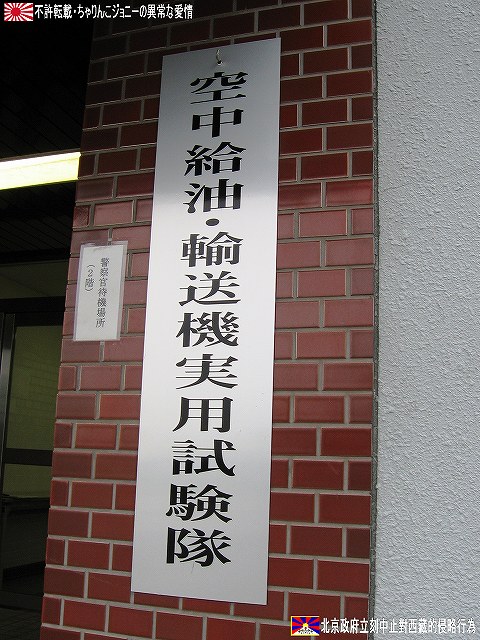 不許転載・ちゃりんこジョニーの異常な愛情
空中給油・輸送機実用試験隊
警察官待機場所
（２階）
北京政府立刻中止對西藏的侵略行為